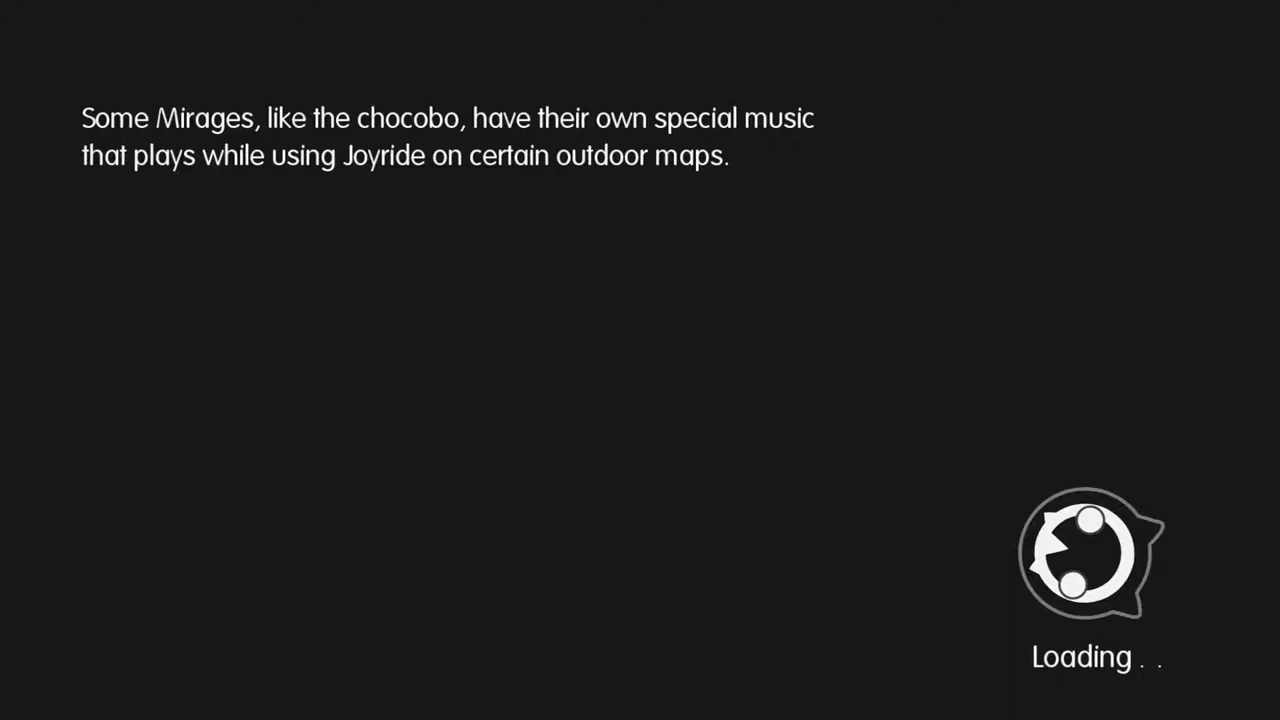 Some Mirages, like the chocobo, have their own special music
that plays while using Joyride on certain outdoor maps.
Loading . .